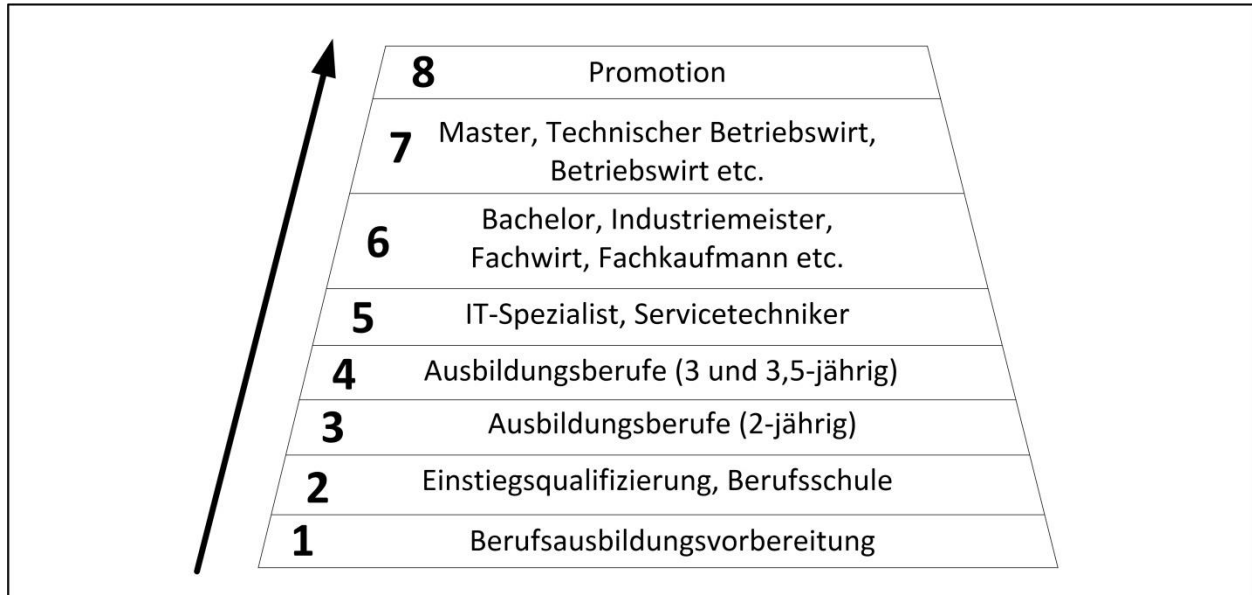 8 Promotion
7 Master, Technischer Betriebswirt,
Betriebswirt etc.
6 Bachelor, Industriemeister,
Fachwirt, Fachkaufmann etc.
5 IT-Spezialist, Servicetechniker
4 Ausbildungsberufe (3 und 3,5-jährig)
3 Ausbildungsberufe (2-jährig)
2 Einstiegsqualifizierung, Berufsschule
1 Berufsausbildungsvorbereitung